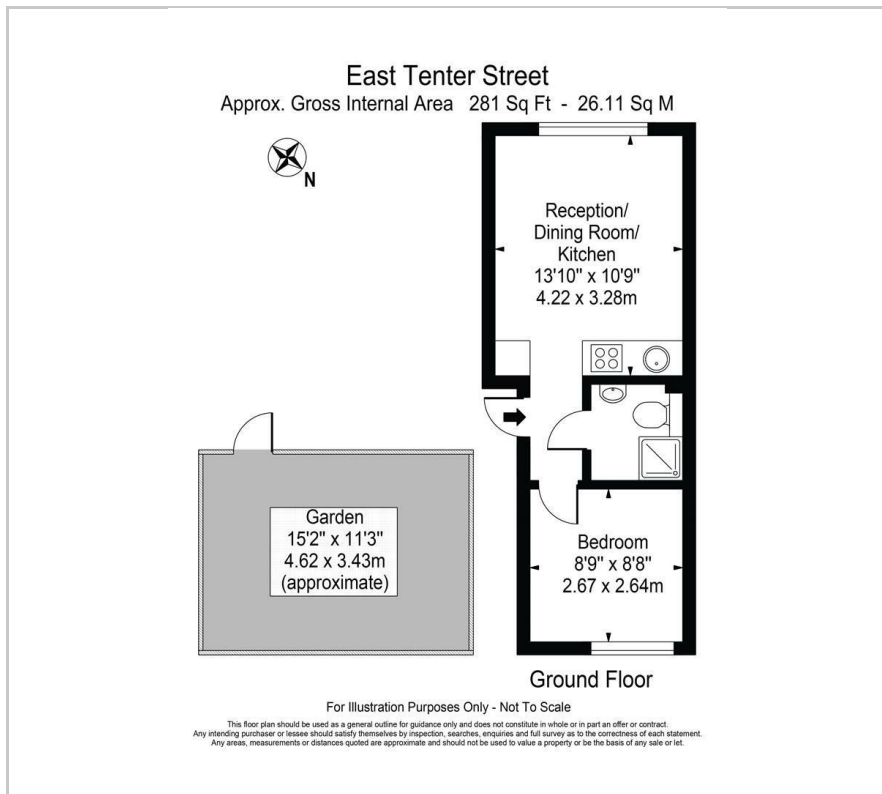 East Tenter Street
Approx. Gross Internal Area 281 Sq Ft - 26.11 Sq M
N
Reception/
Dining Room/
Kitchen
13'10" x 10'9"
4.22 x 3.28m
Garden
15'2" x 11'3"
4.62 x 3.43m
(approximate)
Bedroom
8'9" x 8'8"
2.67 x 2.64m
Ground Floor
For Illustration Purposes Only - Not To Scale
This floor plan should be used as a general outline for guidance only and does not constitute in whole or in part an offer or contract.
Any intending purchaser or lessee should satisfy themselves by inspection, searches, enquiries and full survey as to the correctness of each statement.
Any areas, measurements or distances quoted are approximate and should not be used to value a property or be the basis of any sale or let.